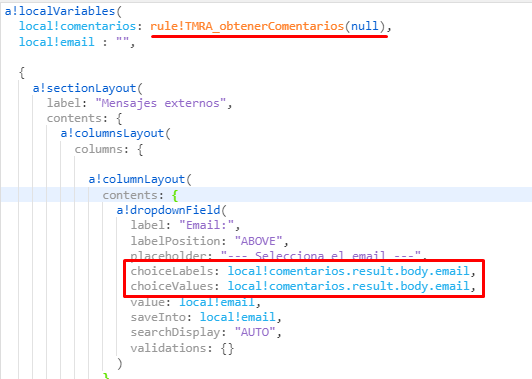 a!localVariables(
local!comentarios: rule!TMRA_obtenerComentarios(null),
local!email : "",
{
a!sectionLayout(
label: "Mensajes externos",
contents: {
a!columnsLayout(
columns: {
a!columnLayout(
contents: {
a!dropdownField(
label: "Email:",
labelPosition: "ABOVE",
placeholder: "--- Selecciona el email ---",
choiceLabels: local!comentarios.result.body.email,
choiceValues: local!comentarios.result.body.email,
value: local!email,
saveInto: local!email,
searchDisplay: "AUTO",
validations: {}
)
}